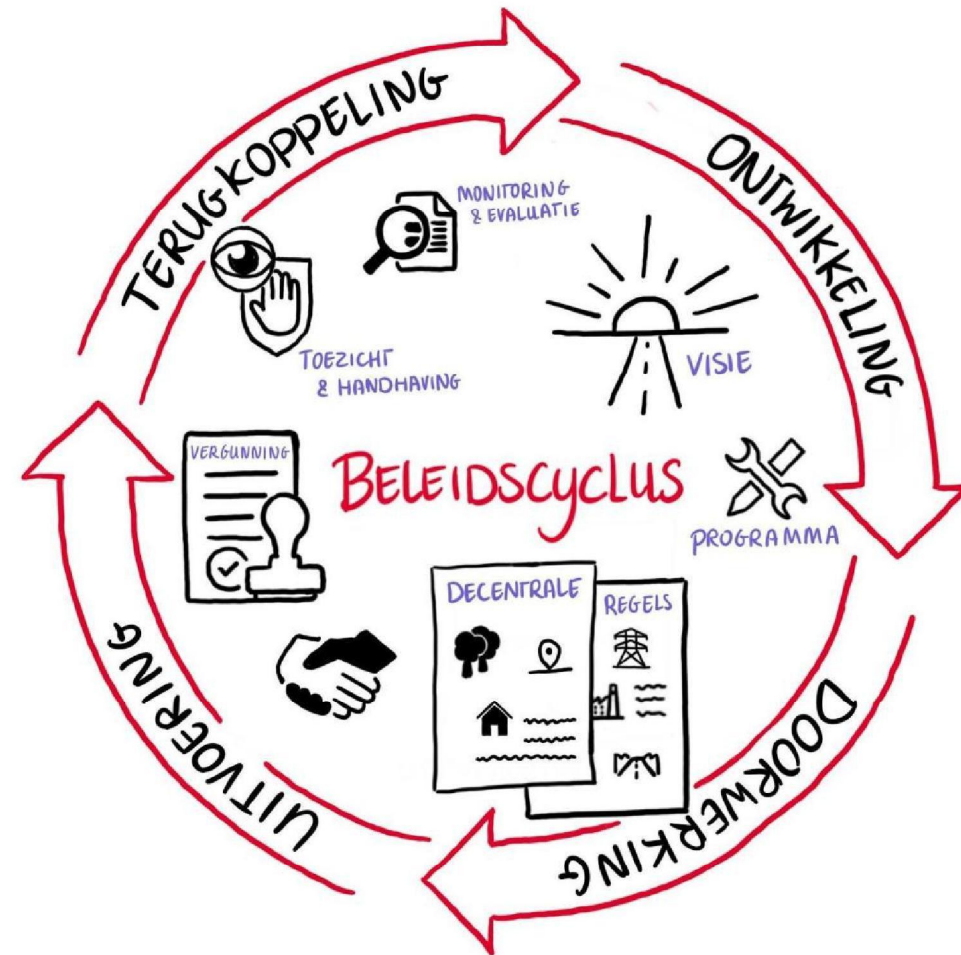 TERUGKOPPELING
ONTWIKKELING
MONITORING
& EVALUATIE
TOEZICHT
& HANDHAVING
VISIE
VERGUNNING
BELEIDSCYCLUS
PROGRAMMA
DECENTRALE
REGELS
UITVOERING
DOORWERKING